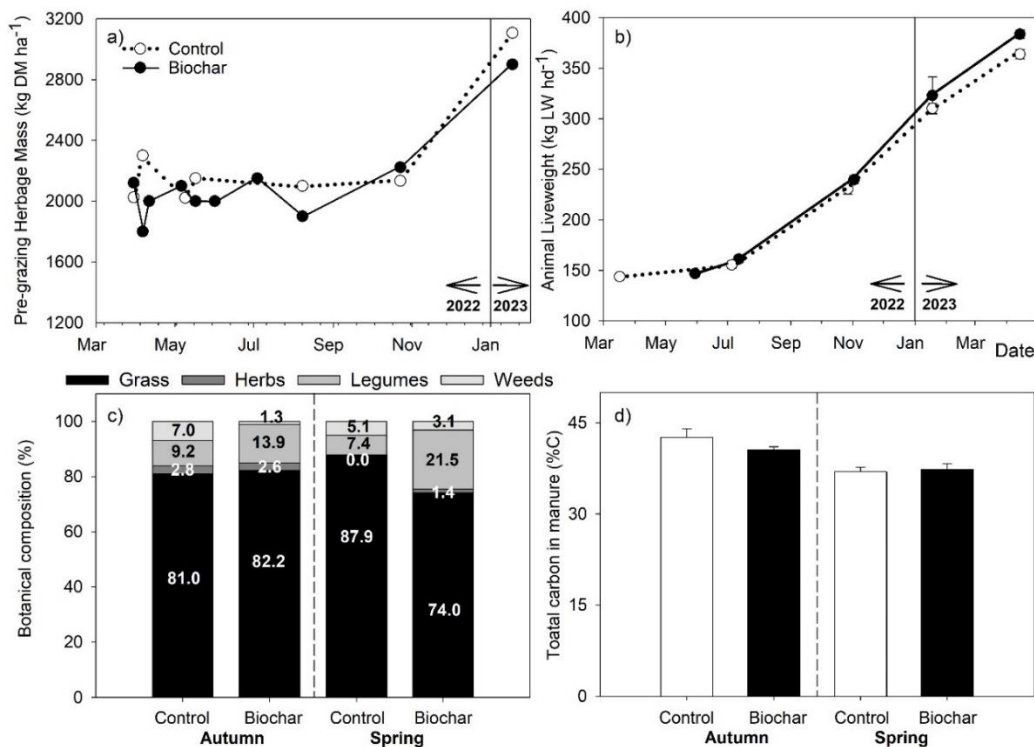 a)
Control
Biochar
Pre-grazing Herbage Mass (kg DM ha⁻¹)
3200
2800
2400
2000
1600
1200
2022
2023
Mar May Jul Sep Nov Jan
b)
Animal Liveweight (kg LW hd⁻¹)
400
350
300
250
200
150
100
2022
2023
Mar May Jul Sep Nov Jan Mar Date
Grass Herbs Legumes Weeds
c)
Botanical composition (%)
100
80
60
40
20
0
7.0
9.2
2.8
81.0
1.3
13.9
2.6
82.2
5.1
7.4
0.0
87.9
3.1
21.5
1.4
74.0
Control Biochar Control Biochar
Autumn Spring
d)
Toatal carbon in manure (%C)
45
30
15
0
Control Biochar Control Biochar
Autumn Spring